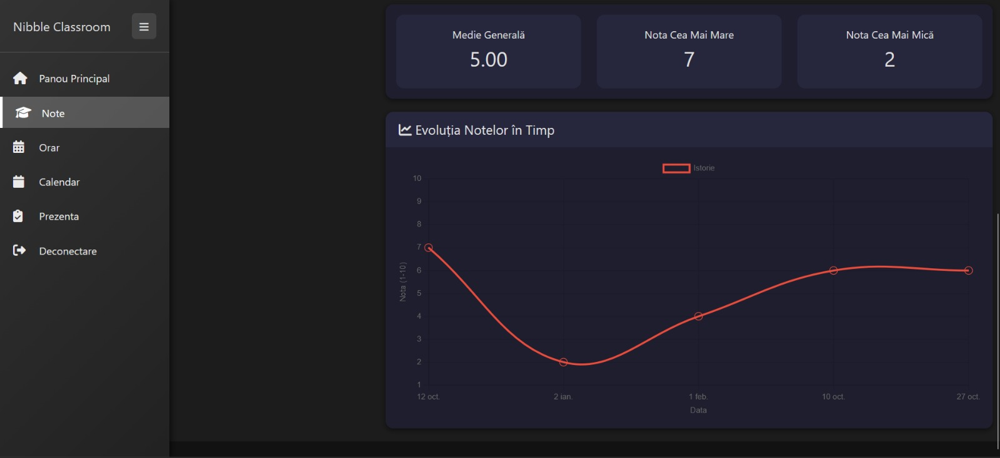 Nibble Classroom
Panou Principal
Note
Orar
Calendar
Prezenta
Deconectare
Medie Generală
5.00
Nota Cea Mai Mare
7
Nota Cea Mai Mică
2
Evoluția Notelor în Timp
Istorie
10
9
8
7
6
5
4
3
2
1
Nota (1-10)
12 oct.
2 ian.
1 feb.
10 oct.
27 oct.
Data